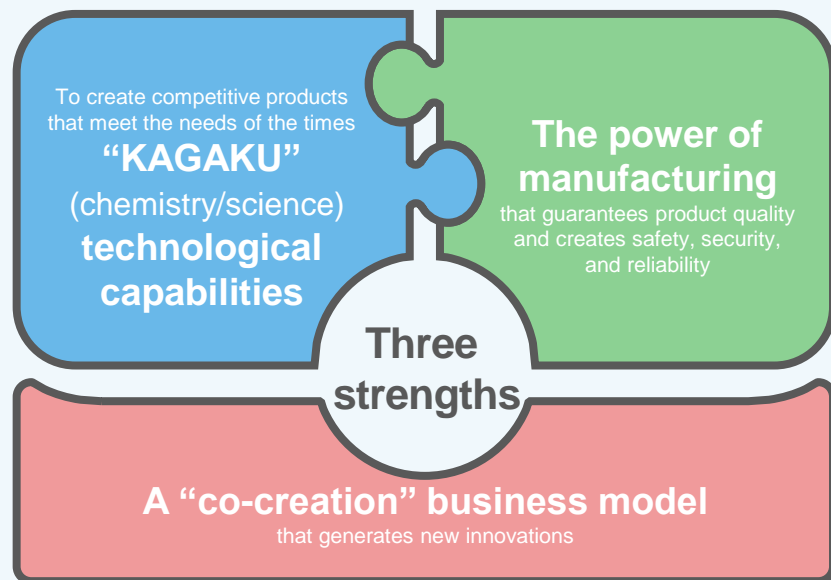 To create competitive products
that meet the needs of the times
“KAGAKU”
(chemistry/science)
technological
capabilities
The power of
manufacturing
that guarantees product quality
and creates safety, security,
and reliability
Three
strengths
A “co-creation” business model
that generates new innovations